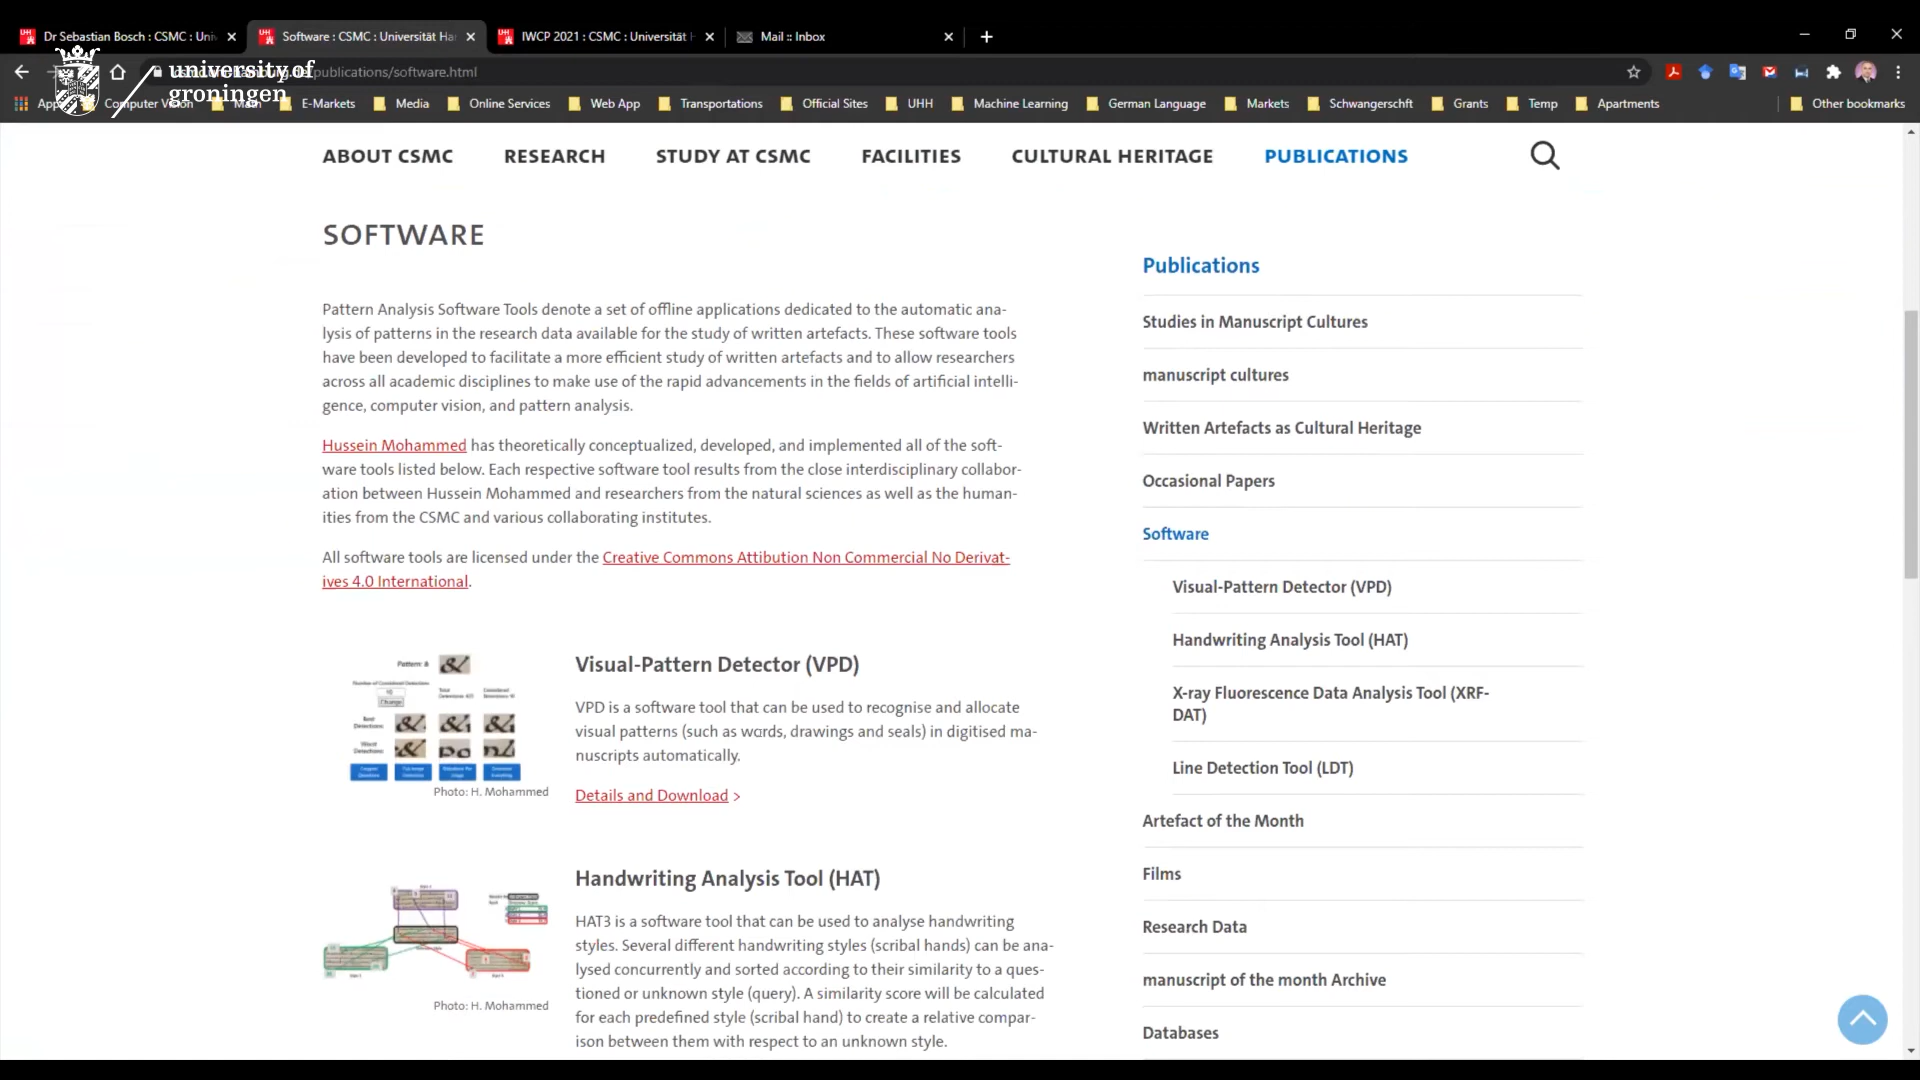 Dr Sebastian Bosch : CSMC : Uni
Software : CSMC : Universität Ha
IWCP 2021 : CSMC : Universität
Mail :: Inbox
university of
groningen
publications/software.html
Computer Vision
Math
E-Markets
Media
Online Services
Web App
Transportations
Official Sites
UHH
Machine Learning
German Language
Markets
Schwangerschft
Grants
Temp
Apartments
Other bookmarks
ABOUT CSMC
RESEARCH
STUDY AT CSMC
FACILITIES
CULTURAL HERITAGE
PUBLICATIONS
SOFTWARE
Pattern Analysis Software Tools denote a set of offline applications dedicated to the automatic ana-
lysis of patterns in the research data available for the study of written artefacts. These software tools
have been developed to facilitate a more efficient study of written artefacts and to allow researchers
across all academic disciplines to make use of the rapid advancements in the fields of artificial intelli-
gence, computer vision, and pattern analysis.
Hussein Mohammed has theoretically conceptualized, developed, and implemented all of the soft-
ware tools listed below. Each respective software tool results from the close interdisciplinary collabor-
ation between Hussein Mohammed and researchers from the natural sciences as well as the human-
ities from the CSMC and various collaborating institutes.
All software tools are licensed under the Creative Commons Attibution Non Commercial No Derivat-
ives 4.0 International.
Pattern: &
Change
Photo: H. Mohammed
Visual-Pattern Detector (VPD)
VPD is a software tool that can be used to recognise and allocate
visual patterns (such as words, drawings and seals) in digitised ma-
nuscripts automatically.
Details and Download >
Photo: H. Mohammed
Handwriting Analysis Tool (HAT)
HAT3 is a software tool that can be used to analyse handwriting
styles. Several different handwriting styles (scribal hands) can be ana-
lysed concurrently and sorted according to their similarity to a ques-
tioned or unknown style (query). A similarity score will be calculated
for each predefined style (scribal hand) to create a relative compar-
ison between them with respect to an unknown style.
Publications
Studies in Manuscript Cultures
manuscript cultures
Written Artefacts as Cultural Heritage
Occasional Papers
Software
Visual-Pattern Detector (VPD)
Handwriting Analysis Tool (HAT)
X-ray Fluorescence Data Analysis Tool (XRF-
DAT)
Line Detection Tool (LDT)
Artefact of the Month
Films
Research Data
manuscript of the month Archive
Databases